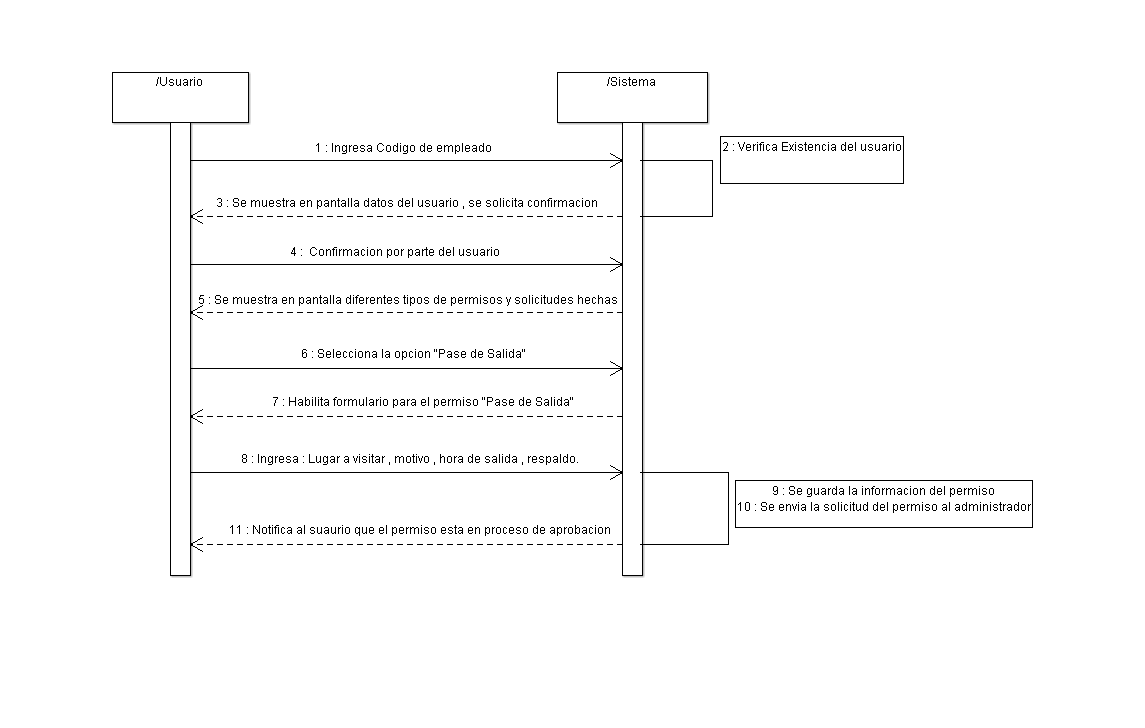 /Usuario
/Sistema
1 : Ingresa Codigo de empleado
2 : Verifica Existencia del usuario
3 : Se muestra en pantalla datos del usuario , se solicita confirmacion
4 :  Confirmacion por parte del usuario
5 : Se muestra en pantalla diferentes tipos de permisos y solicitudes hechas
6 : Selecciona la opcion "Pase de Salida"
7 : Habilita formulario para el permiso "Pase de Salida"
8 : Ingresa : Lugar a visitar , motivo , hora de salida , respaldo.
9 : Se guarda la informacion del permiso
10 : Se envia la solicitud del permiso al administrador
11 : Notifica al suaurio que el permiso esta en proceso de aprobacion